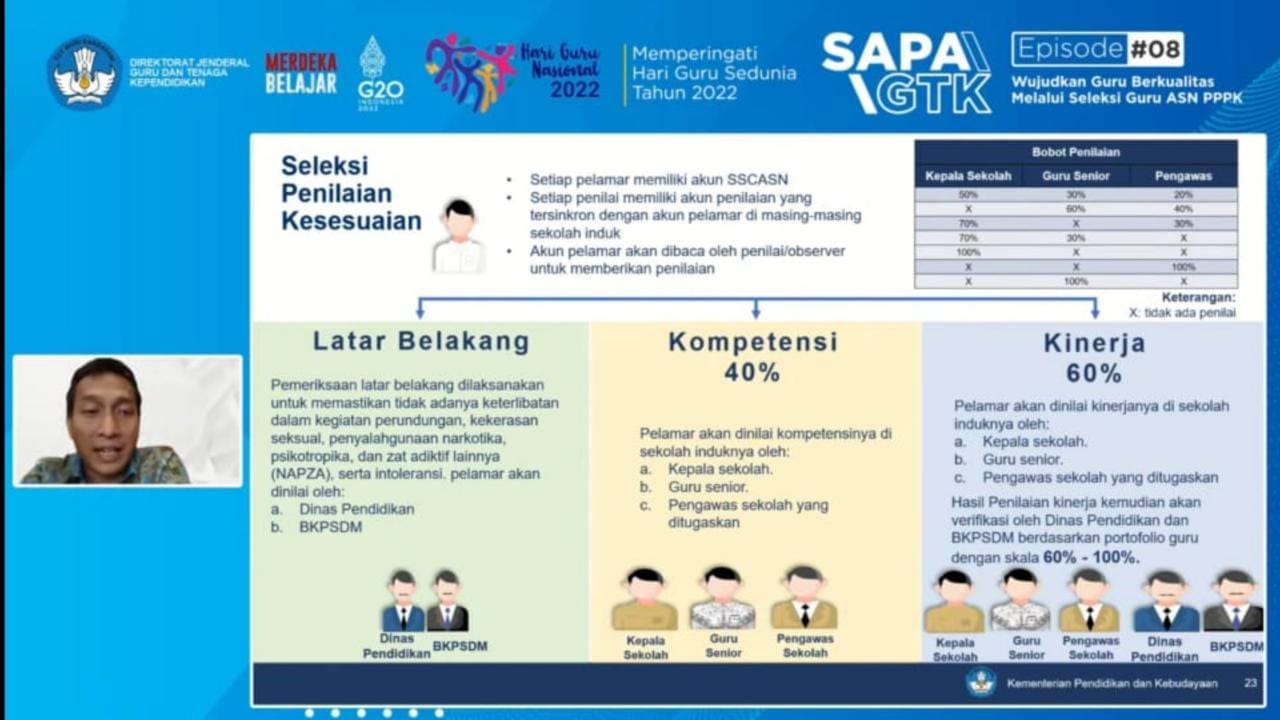 DIREKTORAT JENDERAL
GURU DAN TENAGA
KEPENDIDIKAN
MERDEKA
BELAJAR
G20
INDONESIA
2022
Hari Guru
Nasional
2022
Memperingati
Hari Guru Sedunia
Tahun 2022
SAPA
GTK
Episode #08
Wujudkan Guru Berkualitas
Melalui Seleksi Guru ASN PPPK
Seleksi
Penilaian
Kesesuaian
• Setiap pelamar memiliki akun SSCASN
• Setiap penilai memiliki akun penilaian yang
tersinkron dengan akun pelamar di masing-masing
sekolah induk
• Akun pelamar akan dibaca oleh penilai/observer
untuk memberikan penilaian
Bobot Penilaian
Kepala Sekolah Guru Senior Pengawas
50% 30% 20%
X 60% 40%
70% X 30%
70% 30% X
100% X X
X X 100%
X 100% X
Keterangan:
X: tidak ada penilai
Latar Belakang
Pemeriksaan latar belakang dilaksanakan
untuk memastikan tidak adanya keterlibatan
dalam kegiatan perundungan, kekerasan
seksual, penyalahgunaan narkotika,
psikotropika, dan zat adiktif lainnya
(NAPZA), serta intoleransi. pelamar akan
dinilai oleh:
a. Dinas Pendidikan
b. BKPSDM
Dinas
Pendidikan
BKPSDM
Kompetensi
40%
Pelamar akan dinilai kompetensinya di
sekolah induknya oleh:
a. Kepala sekolah.
b. Guru senior.
c. Pengawas sekolah yang
ditugaskan
Kepala
Sekolah
Guru
Senior
Pengawas
Sekolah
Kinerja
60%
Pelamar akan dinilai kinerjanya di sekolah
induknya oleh:
a. Kepala sekolah.
b. Guru senior.
c. Pengawas sekolah yang ditugaskan
Hasil Penilaian kinerja kemudian akan
verifikasi oleh Dinas Pendidikan dan
BKPSDM berdasarkan portofolio guru
dengan skala 60% - 100%.
Kepala
Sekolah
Guru
Senior
Pengawas
Sekolah
Dinas
Pendidikan
BKPSDM
Kementerian Pendidikan dan Kebudayaan 23